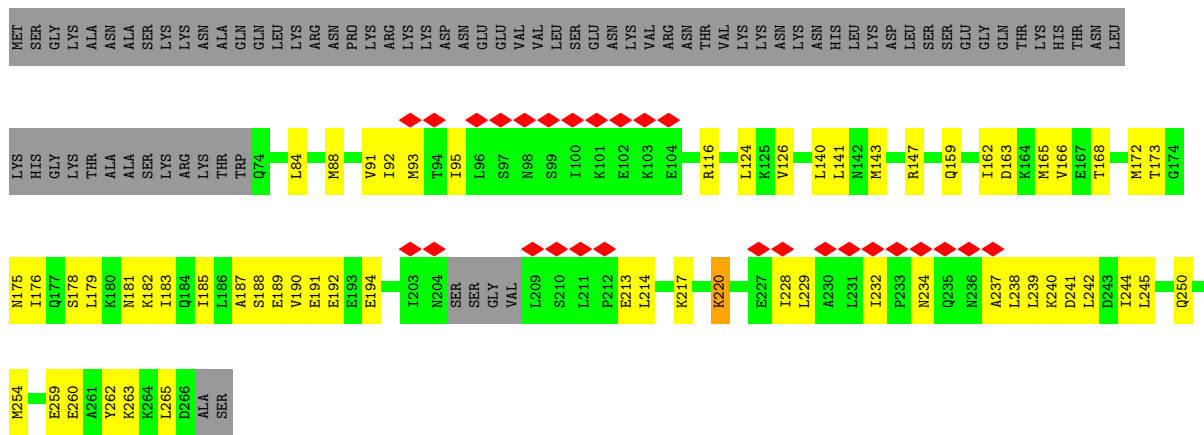 MET SER GLY LYS ALA ASN ALA SER LYS LYS ASN ALA GLN GLN LEU LYS ARG ASN PRO LYS ARG LYS LYS ASP ASN GLU GLU VAL VAL LEU SER GLU ASN LYS VAL ARG ASN THR VAL LYS LYS ASN LYS ASN HIS LEU LYS ASP LEU SER SER GLU GLY GLN THR LYS HIS THR ASN LEU
LYS HIS GLY LYS THR ALA ALA SER LYS ARG LYS THR TRP Q74 L84 M88 V91 I92 M93 T94 I95 L96 S97 N98 S99 I100 K101 E102 K103 E104 R116 L124 K125 V126 L140 L141 N142 M143 R147 Q159 I162 D163 K164 M165 V166 E167 T168 M172 T173 G174
N175 I176 Q177 S178 L179 K180 N181 K182 I183 Q184 I185 L186 A187 S188 E189 V190 E191 E192 E193 E194 I203 N204 SER SER GLY VAL L209 S210 L211 P212 E213 L214 K217 K220 E227 I228 L229 A230 L231 I232 P233 N234 Q235 N236 A237 L238 L239 K240 D241 L242 D243 I244 L245 Q250
M254 E259 E260 A261 Y262 K263 K264 L265 D266 ALA SER